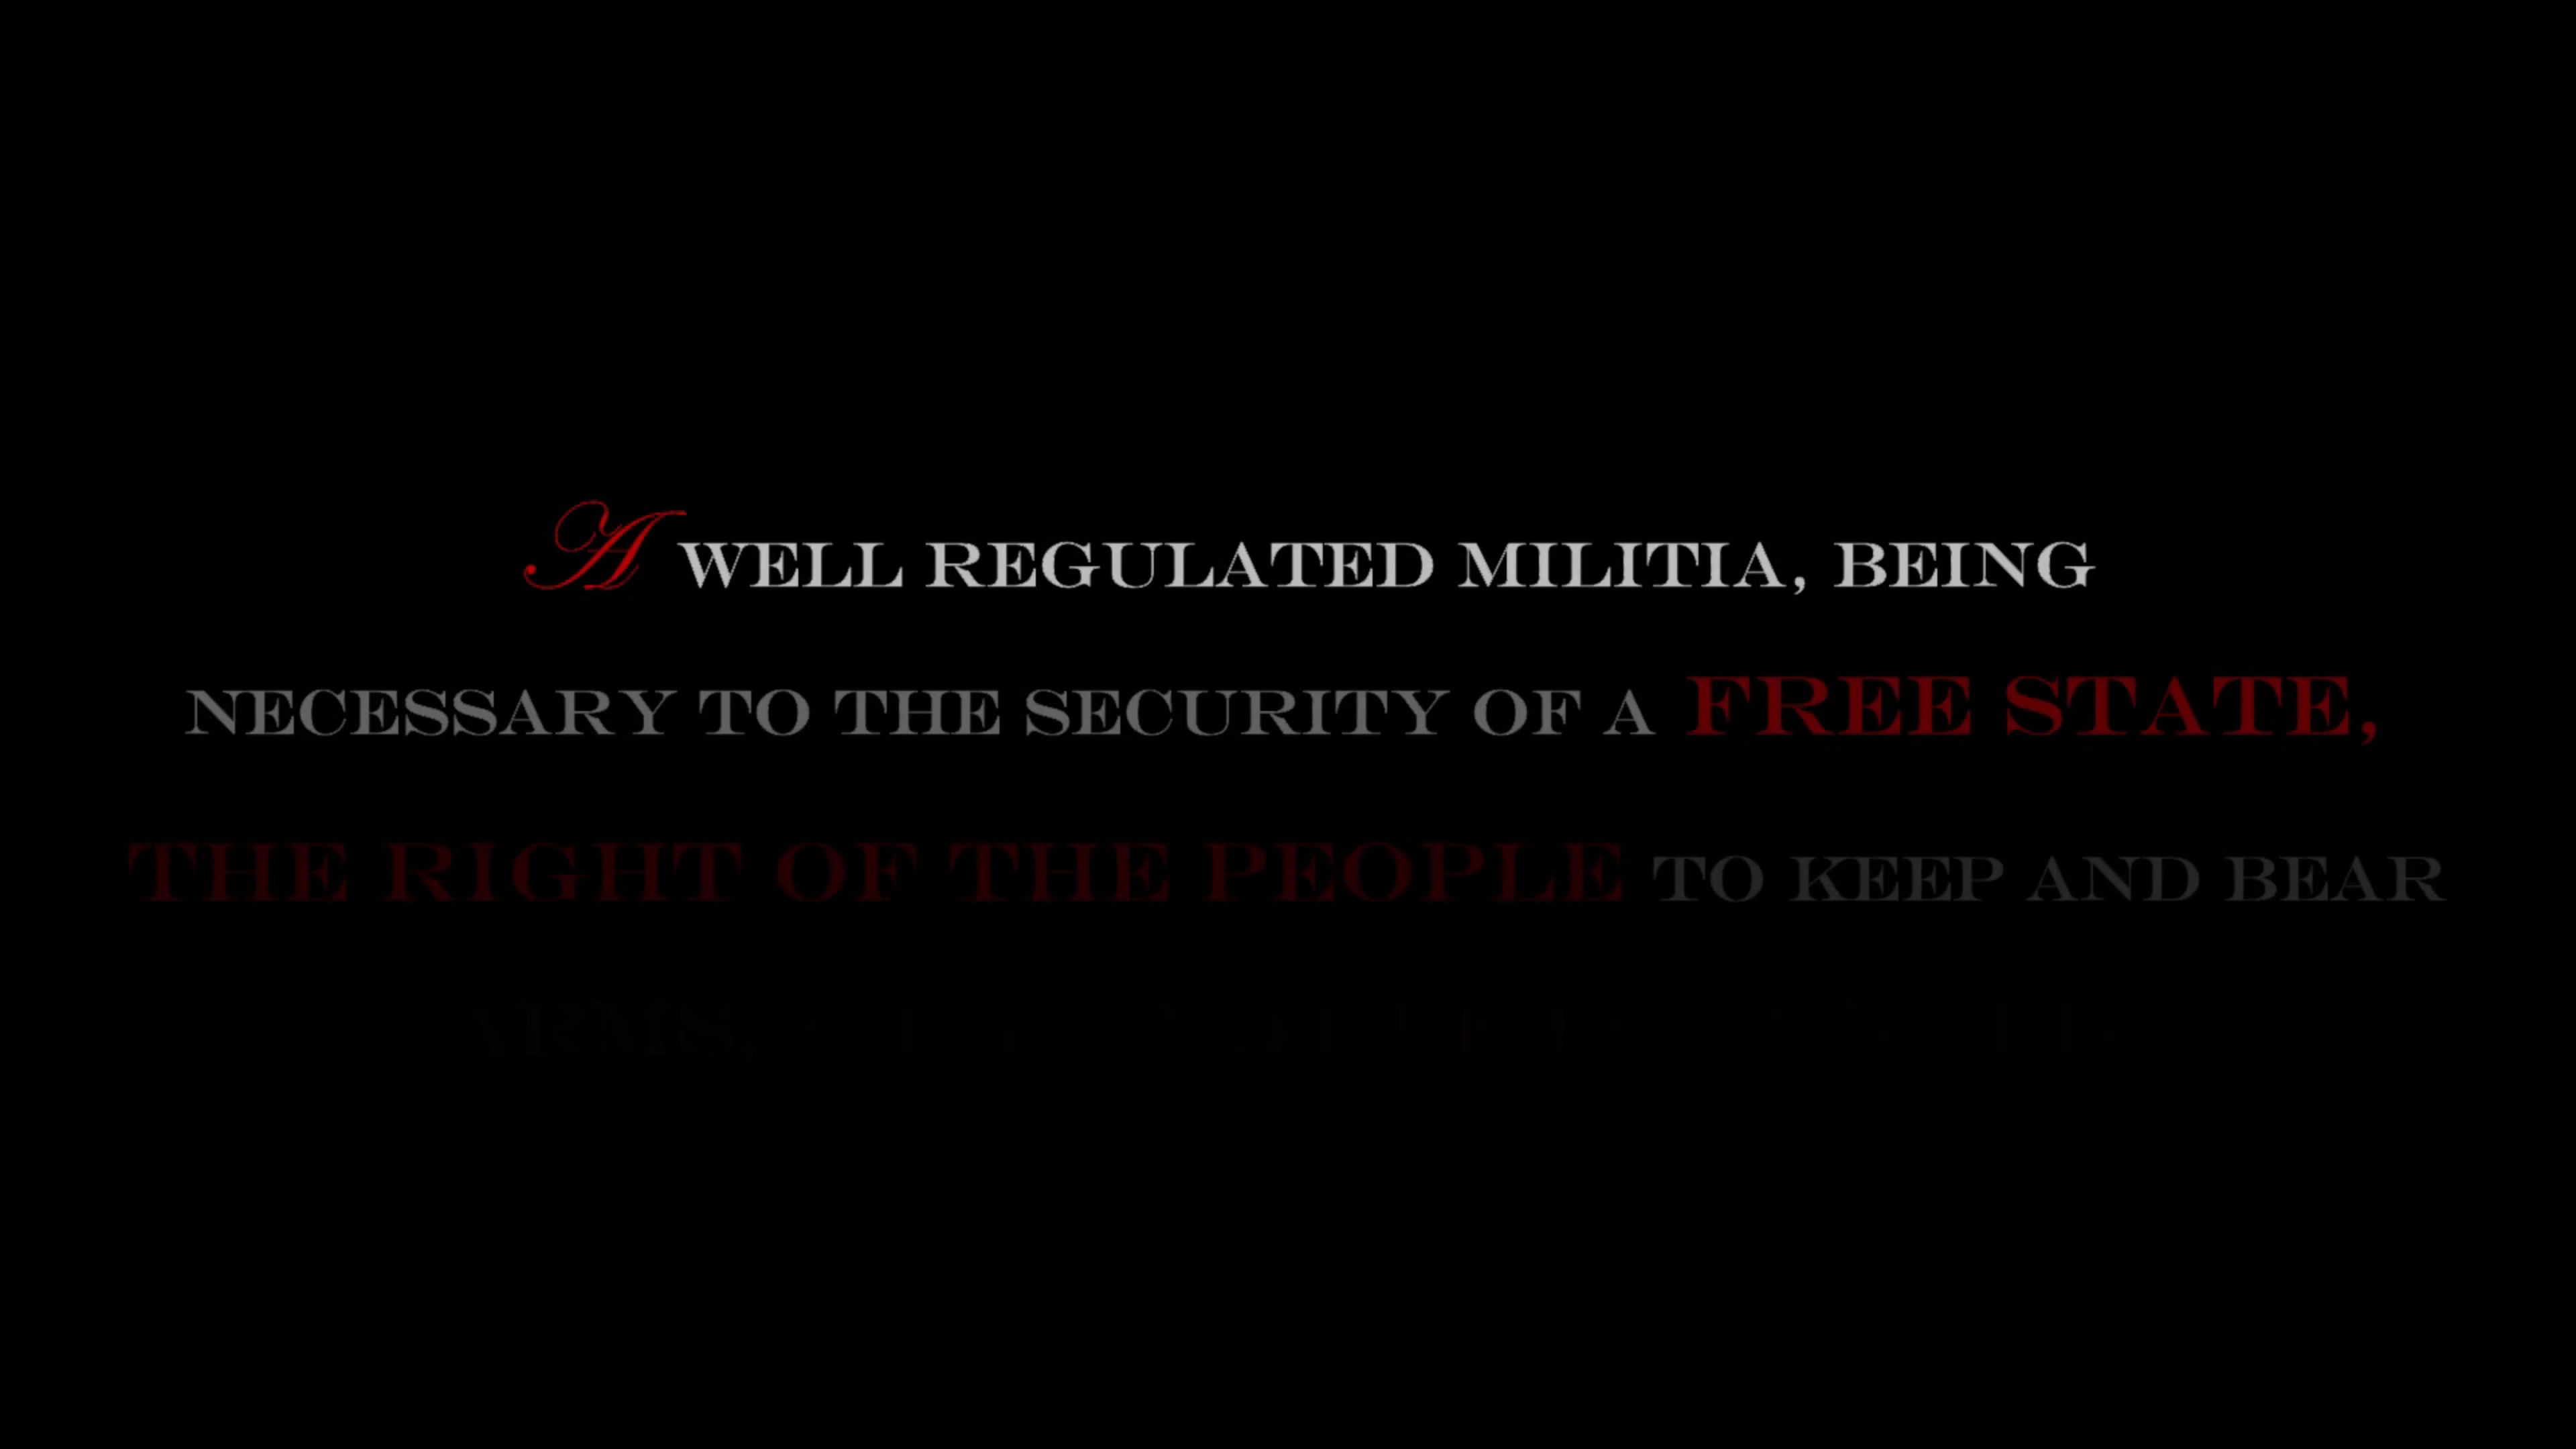 A WELL REGULATED MILITIA, BEING
NECESSARY TO THE SECURITY OF A FREE STATE,
THE RIGHT OF THE PEOPLE TO KEEP AND BEAR
ARMS,